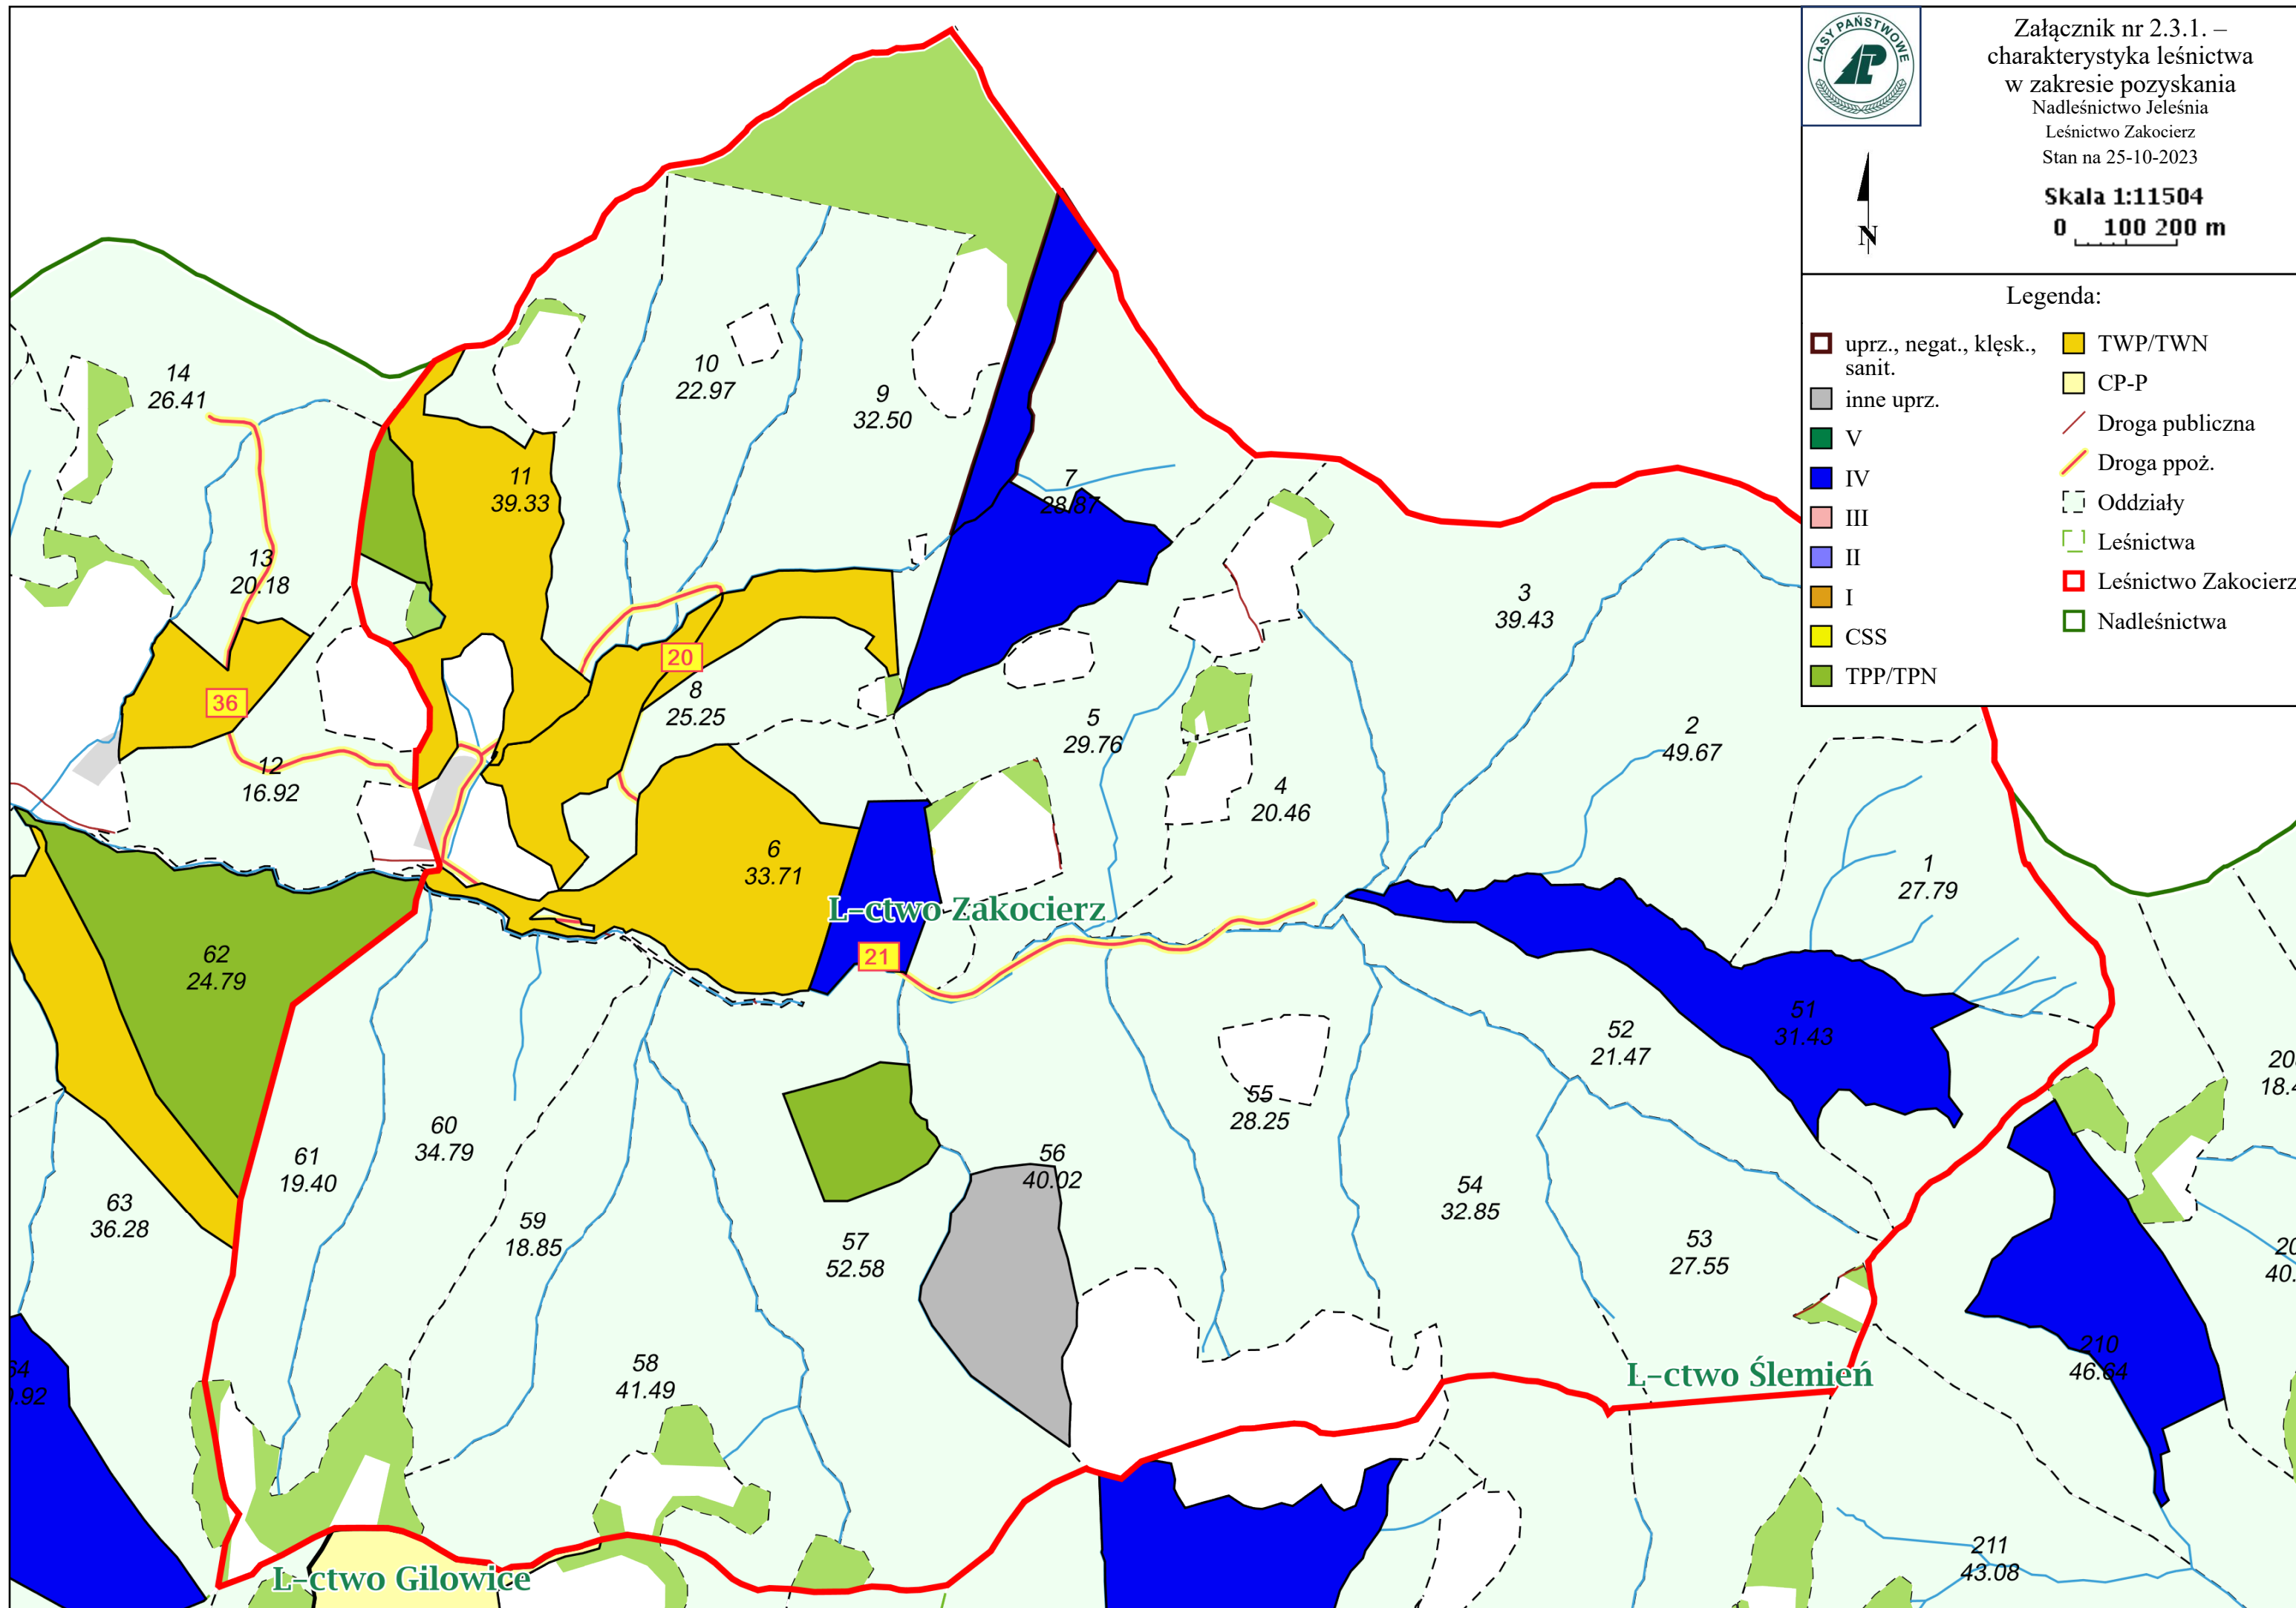 LASY PAŃSTWOWE
Załącznik nr 2.3.1. –
charakterystyka leśnictwa
w zakresie pozyskania
Nadleśnictwo Jeleśnia
Leśnictwo Zakocierz
Stan na 25-10-2023
Skala 1:11504
0 100 200 m
N
Legenda:
uprz., negat., klęsk.,
sanit.
inne uprz.
V
IV
III
II
I
CSS
TPP/TPN
TWP/TWN
CP-P
Droga publiczna
Droga ppoż.
Oddziały
Leśnictwa
Leśnictwo Zakocierz
Nadleśnictwa
14
26.41
10
22.97
9
32.50
11
39.33
7
28.87
13
20.18
3
39.43
20
36
8
25.25
5
29.76
2
49.67
12
16.92
4
20.46
6
33.71
1
27.79
L-ctwo Zakocierz
21
62
24.79
51
31.43
52
21.47
55
28.25
60
34.79
61
19.40
56
40.02
54
32.85
63
36.28
59
18.85
57
52.58
53
27.55
58
41.49
210
46.64
L-ctwo Ślemień
211
43.08
L-ctwo Gilowice